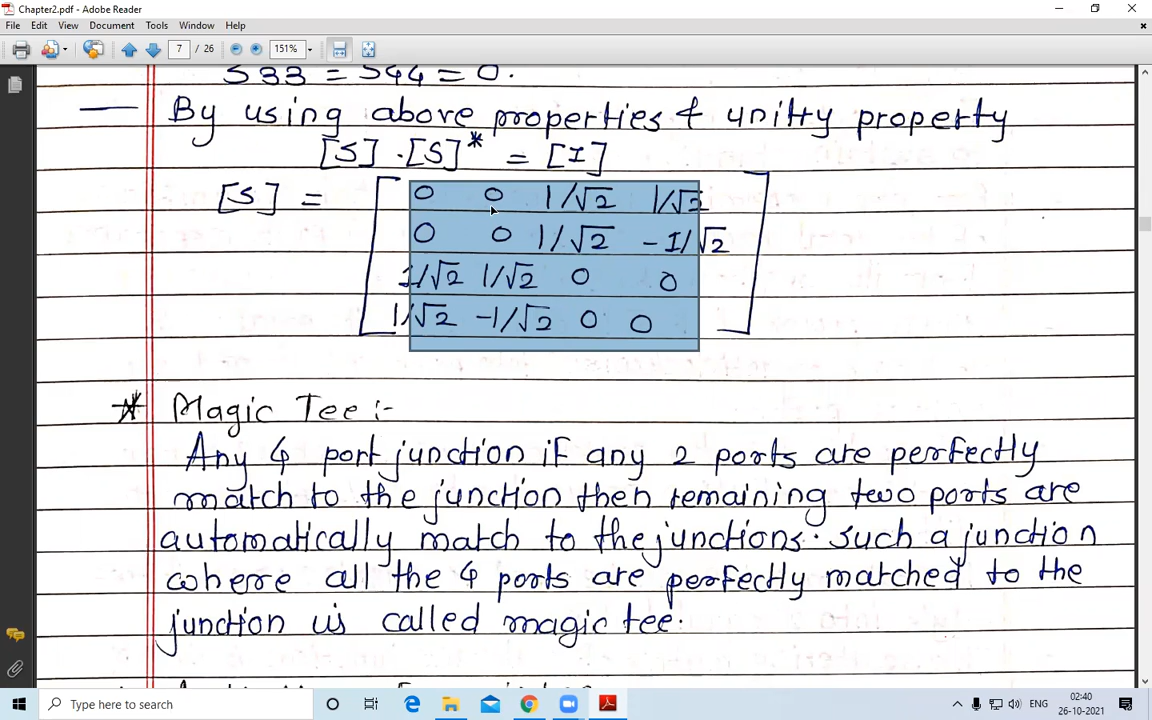 Chapter2.pdf - Adobe Reader
File Edit View Document Tools Window Help
7 / 26 151%
S33 = S44 = 0.
— By using above properties & unitry property
[S] . [S]* = [I]
[S] = [ 0 0 1/√2 1/√2
0 0 1/√2 -1/√2
1/√2 1/√2 0 0
1/√2 -1/√2 0 0 ]
* Magic Tee :-
Any 4 port junction if any 2 ports are perfectly
match to the junction then remaining two ports are
automatically match to the junctions. such a junction
where all the 4 ports are perfectly matched to the
junction is called magic tee.
Type here to search
ENG
02:40
26-10-2021